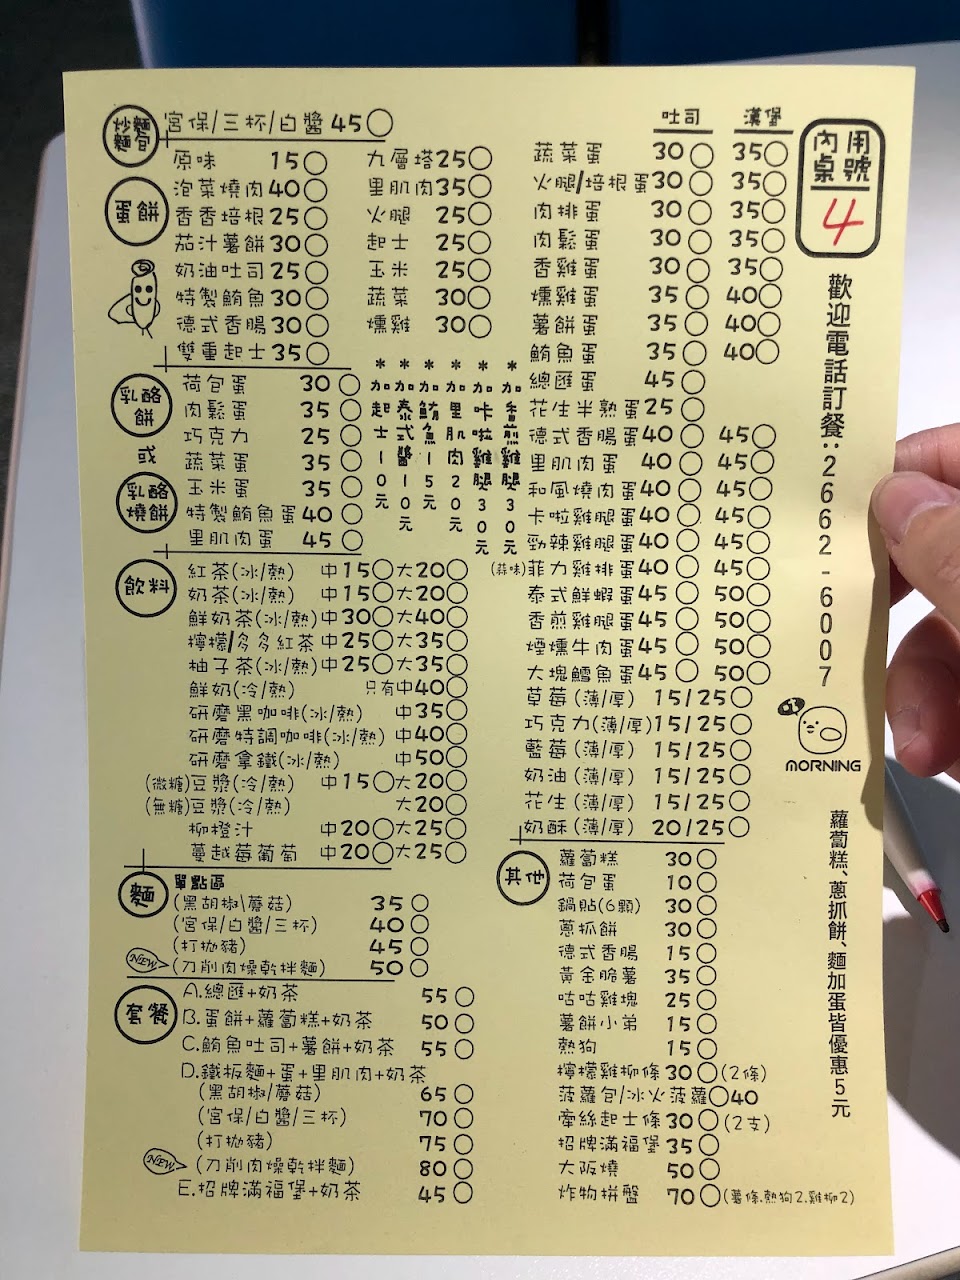 炒麵麵包 宮保/三杯/白醬45○
蛋餅
原味 15○
泡菜燒肉40○
香香培根25○
茄汁薯餅30○
奶油吐司25○
特製鮪魚30○
德式香腸30○
雙重起士35○
九層塔25○
里肌肉35○
火腿 25○
起士 25○
玉米 25○
蔬菜 30○
燻雞 30○
*加起士10元
*加泰式醬10元
*加鮪魚15元
*加里肌肉20元
*加咔啦雞腿30元
*加香煎雞腿30元
乳酪餅
或
乳酪燒餅
荷包蛋 30○
肉鬆蛋 35○
巧克力 25○
蔬菜蛋 35○
玉米蛋 35○
特製鮪魚蛋40○
里肌肉蛋 45○
飲料
紅茶(冰/熱) 中15○大20○
奶茶(冰/熱) 中15○大20○
鮮奶茶(冰/熱)中30○大40○
檸檬/多多紅茶 中25○大35○
柚子茶(冰/熱)中25○大35○
鮮奶(冷/熱) 只有中40○
研磨黑咖啡(冰/熱) 中35○
研磨特調咖啡(冰/熱) 中40○
研磨拿鐵(冰/熱) 中50○
(微糖)豆漿(冷/熱) 中15○大20○
(無糖)豆漿(冷/熱) 大20○
柳橙汁 中20○大25○
蔓越莓葡萄 中20○大25○
麵
單點區
(黑胡椒\蘑菇) 35○
(宮保/白醬/三杯) 40○
(打拋豬) 45○
NEW (刀削肉燥乾拌麵) 50○
套餐
A.總匯+奶茶 55○
B.蛋餅+蘿蔔糕+奶茶 50○
C.鮪魚吐司+薯餅+奶茶 55○
D.鐵板麵+蛋+里肌肉+奶茶
(黑胡椒/蘑菇) 65○
(宮保/白醬/三杯) 70○
(打拋豬) 75○
NEW (刀削肉燥乾拌麵) 80○
E.招牌滿福堡+奶茶 45○
吐司 漢堡
蔬菜蛋 30○ 35○
火腿/培根蛋30○ 35○
肉排蛋 30○ 35○
肉鬆蛋 30○ 35○
香雞蛋 30○ 35○
燻雞蛋 35○ 40○
薯餅蛋 35○ 40○
鮪魚蛋 35○ 40○
總匯蛋 45○
花生半熟蛋25○
德式香腸蛋40○ 45○
里肌肉蛋 40○ 45○
和風燒肉蛋40○ 45○
卡啦雞腿蛋40○ 45○
勁辣雞腿蛋40○ 45○
(蒜味)菲力雞排蛋40○ 45○
泰式鮮蝦蛋45○ 50○
香煎雞腿蛋45○ 50○
煙燻牛肉蛋45○ 50○
大塊鱈魚蛋45○ 50○
草莓(薄/厚) 15/25○
巧克力(薄/厚)15/25○
藍莓(薄/厚) 15/25○
奶油(薄/厚) 15/25○
花生(薄/厚) 15/25○
奶酥(薄/厚) 20/25○
其他
蘿蔔糕 30○
荷包蛋 10○
鍋貼(6顆) 30○
蔥抓餅 30○
德式香腸 15○
黃金脆薯 35○
咕咕雞塊 25○
薯餅小弟 15○
熱狗 15○
檸檬雞柳條30○(2條)
菠蘿包/冰火菠蘿○40
牽絲起士條30○(2支)
招牌滿福堡35○
大阪燒 50○
炸物拼盤 70○(薯條.熱狗2.雞柳2)
內用桌號
4
歡迎電話訂餐:2662-6007
MORNING
蘿蔔糕、蔥抓餅、麵加蛋皆優惠5元